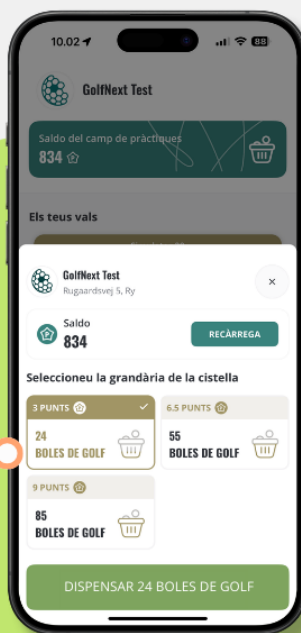 10.02
88
GolfNext Test
Saldo del camp de pràctiques
834
Els teus vals
GolfNext Test
Rugaardsvej 5, Ry
×
Saldo
834
RECÀRREGA
Seleccioneu la grandària de la cistella
3 PUNTS
24
BOLES DE GOLF
6.5 PUNTS
55
BOLES DE GOLF
9 PUNTS
85
BOLES DE GOLF
DISPENSAR 24 BOLES DE GOLF